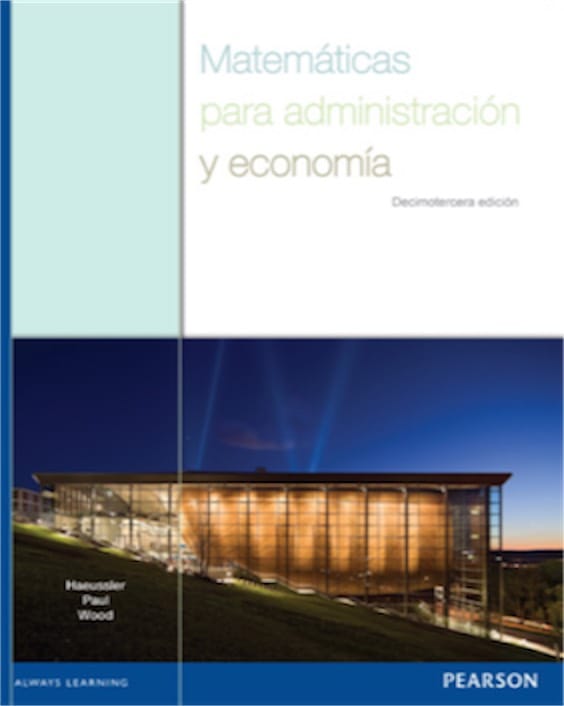 Matemáticas
para administración
y economía
Decimotercera edición
Haeussler
Paul
Wood
ALWAYS LEARNING
PEARSON